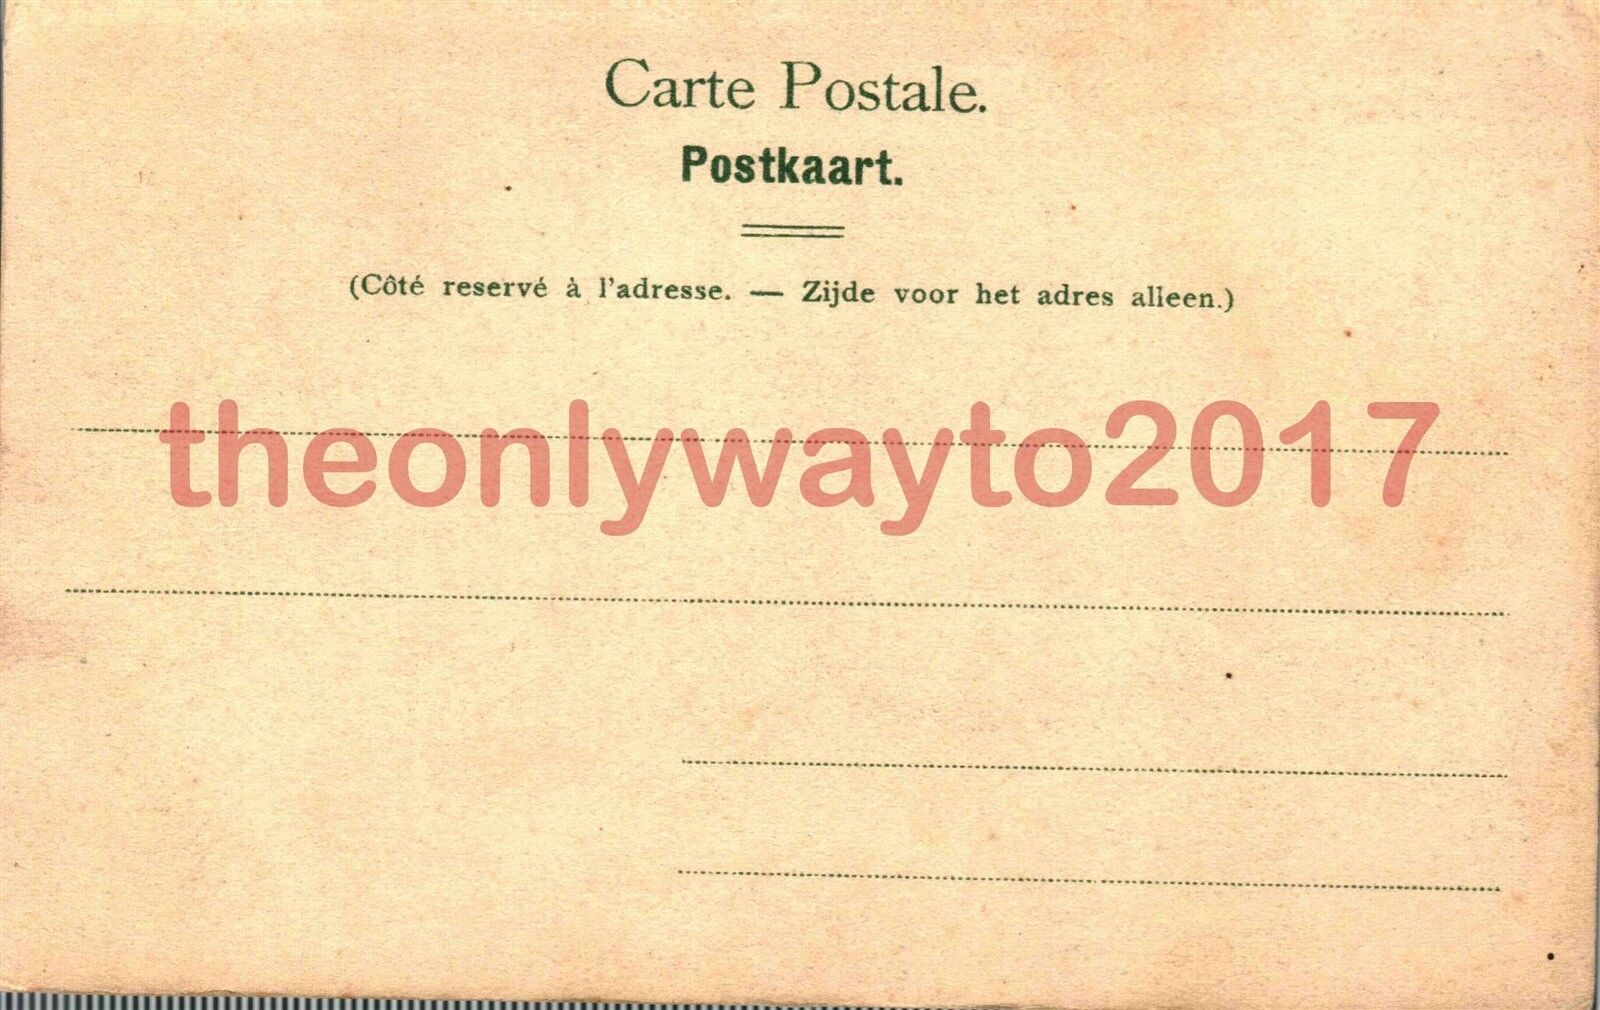 Carte Postale.
Postkaart.
(Côté reservé à l'adresse. — Zijde voor het adres alleen.)
theonlywayto2017